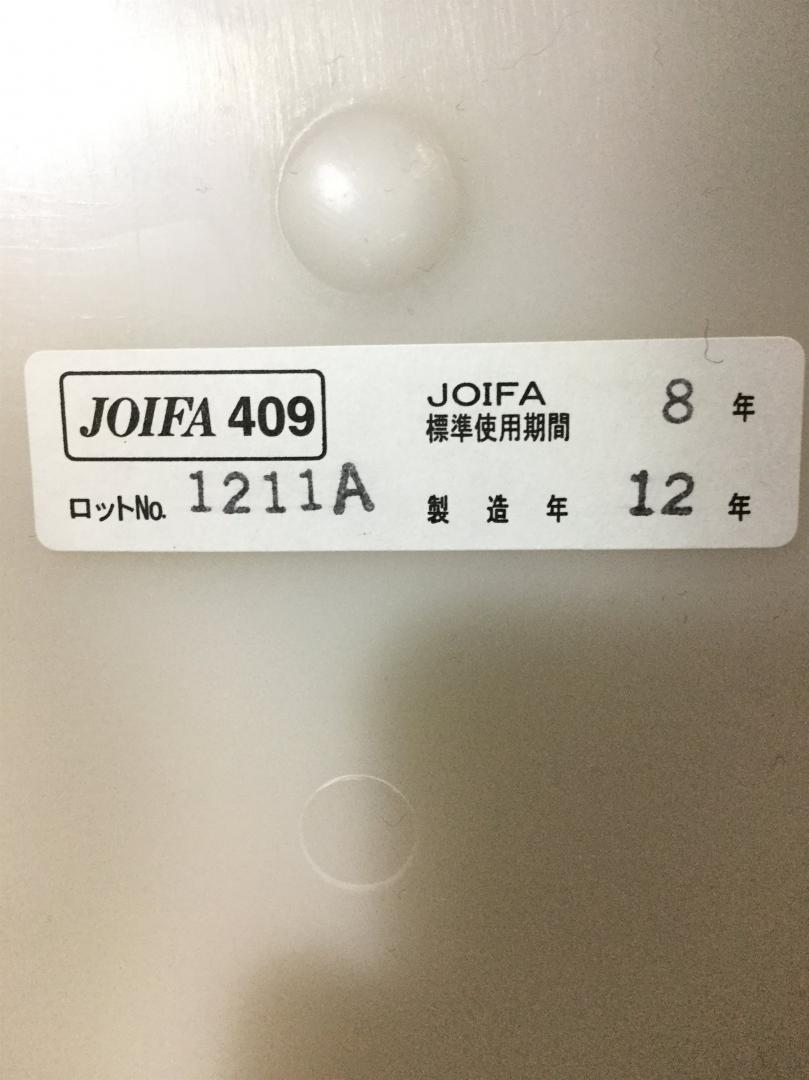 JOIFA 409
JOIFA
標準使用期間 8 年
ロットNo. 1211A
製 造 年 12 年